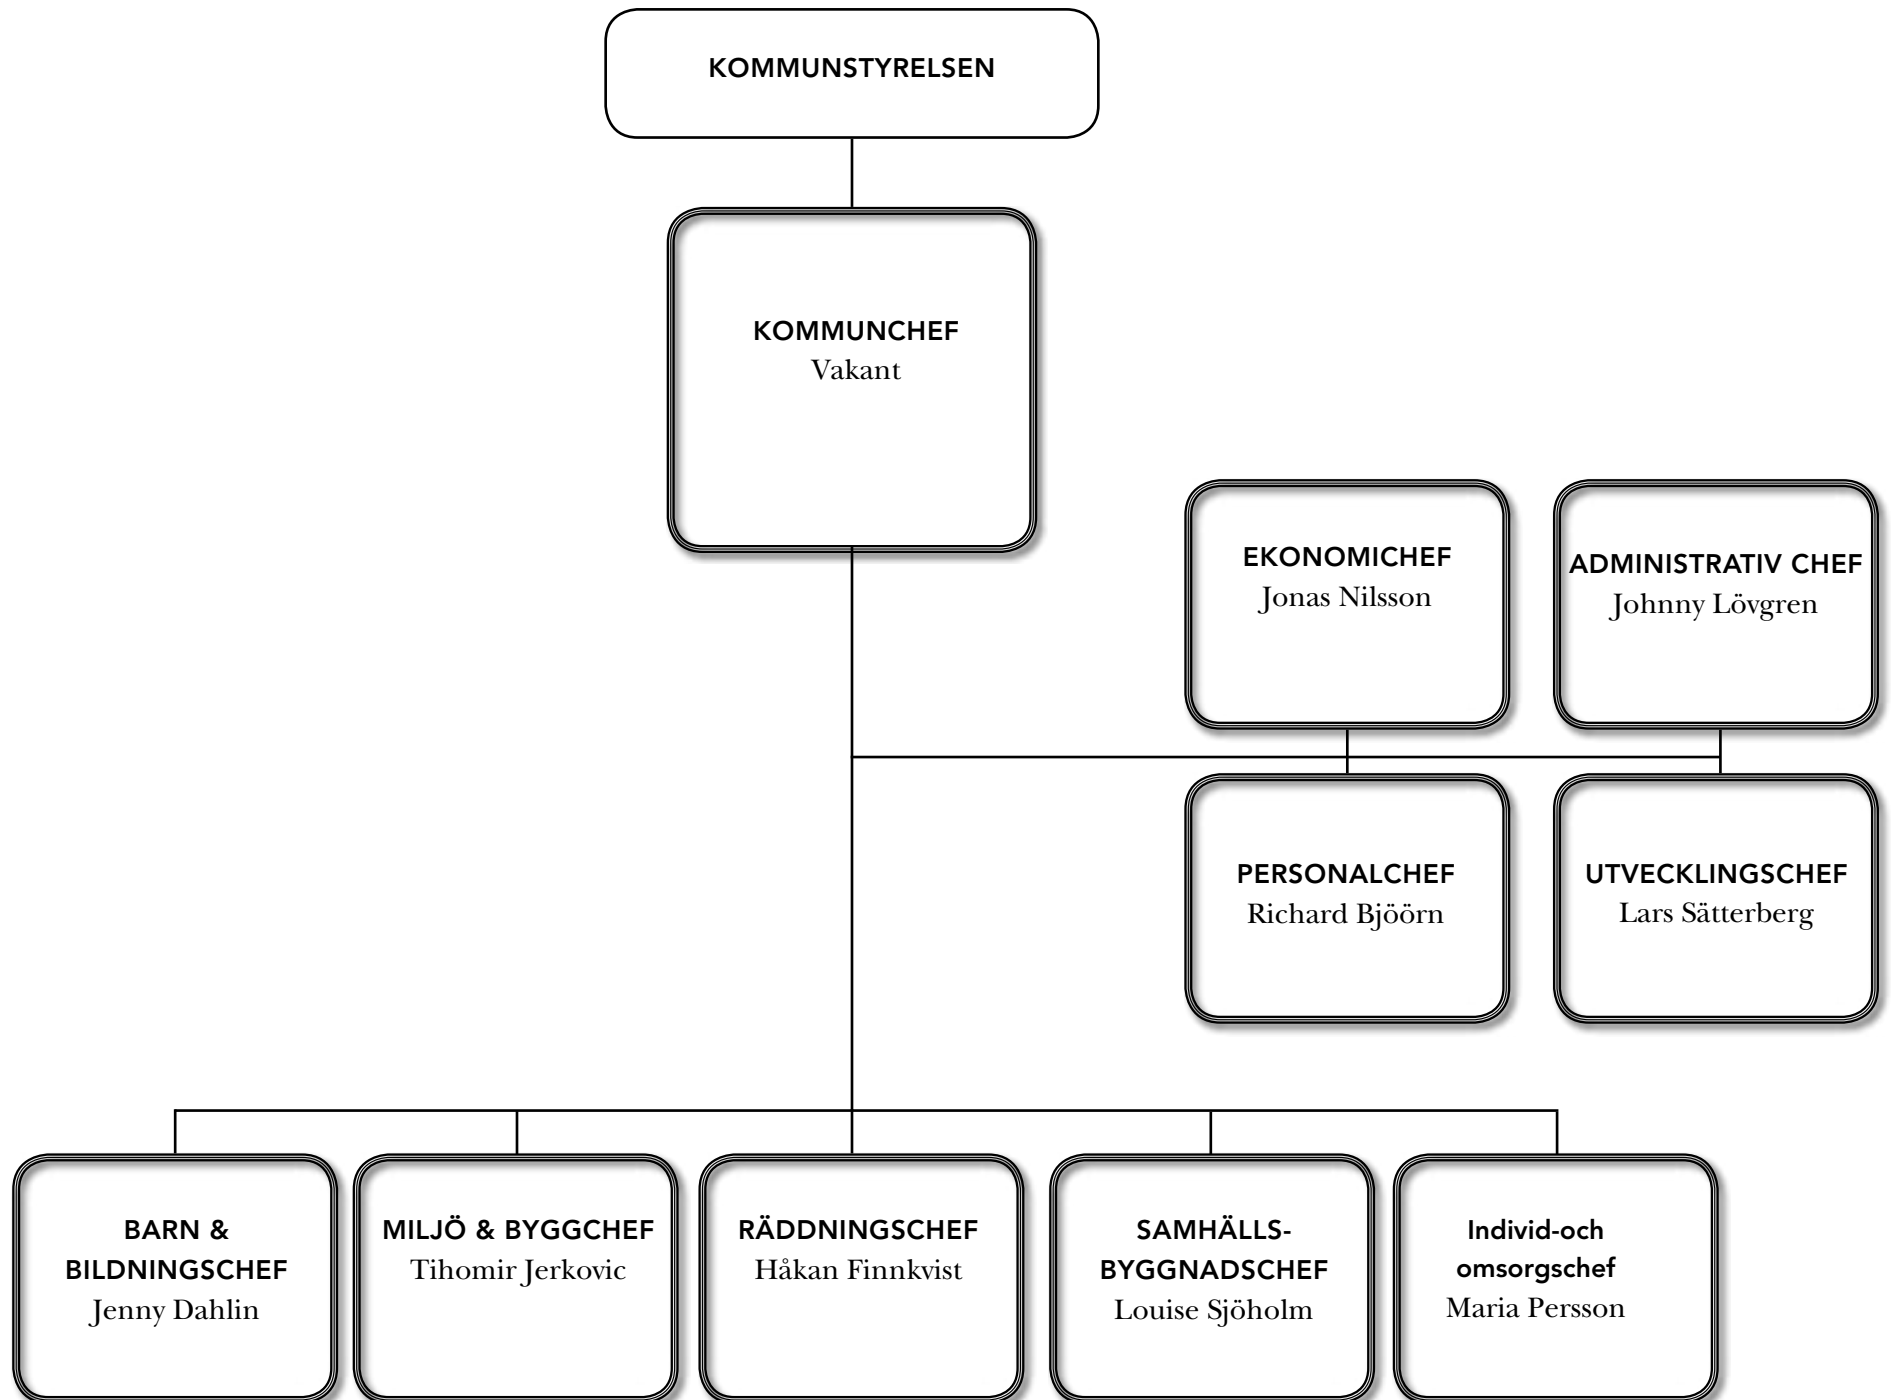 KOMMUNSTYRELSEN
KOMMUNCHEF
Vakant
EKONOMICHEF
Jonas Nilsson
ADMINISTRATIV CHEF
Johnny Lövgren
PERSONALCHEF
Richard Bjöörn
UTVECKLINGSCHEF
Lars Sätterberg
BARN &
BILDNINGSCHEF
Jenny Dahlin
MILJÖ & BYGGCHEF
Tihomir Jerkovic
RÄDDNINGSCHEF
Håkan Finnkvist
SAMHÄLLS-
BYGGNADSCHEF
Louise Sjöholm
Individ-och
omsorgschef
Maria Persson